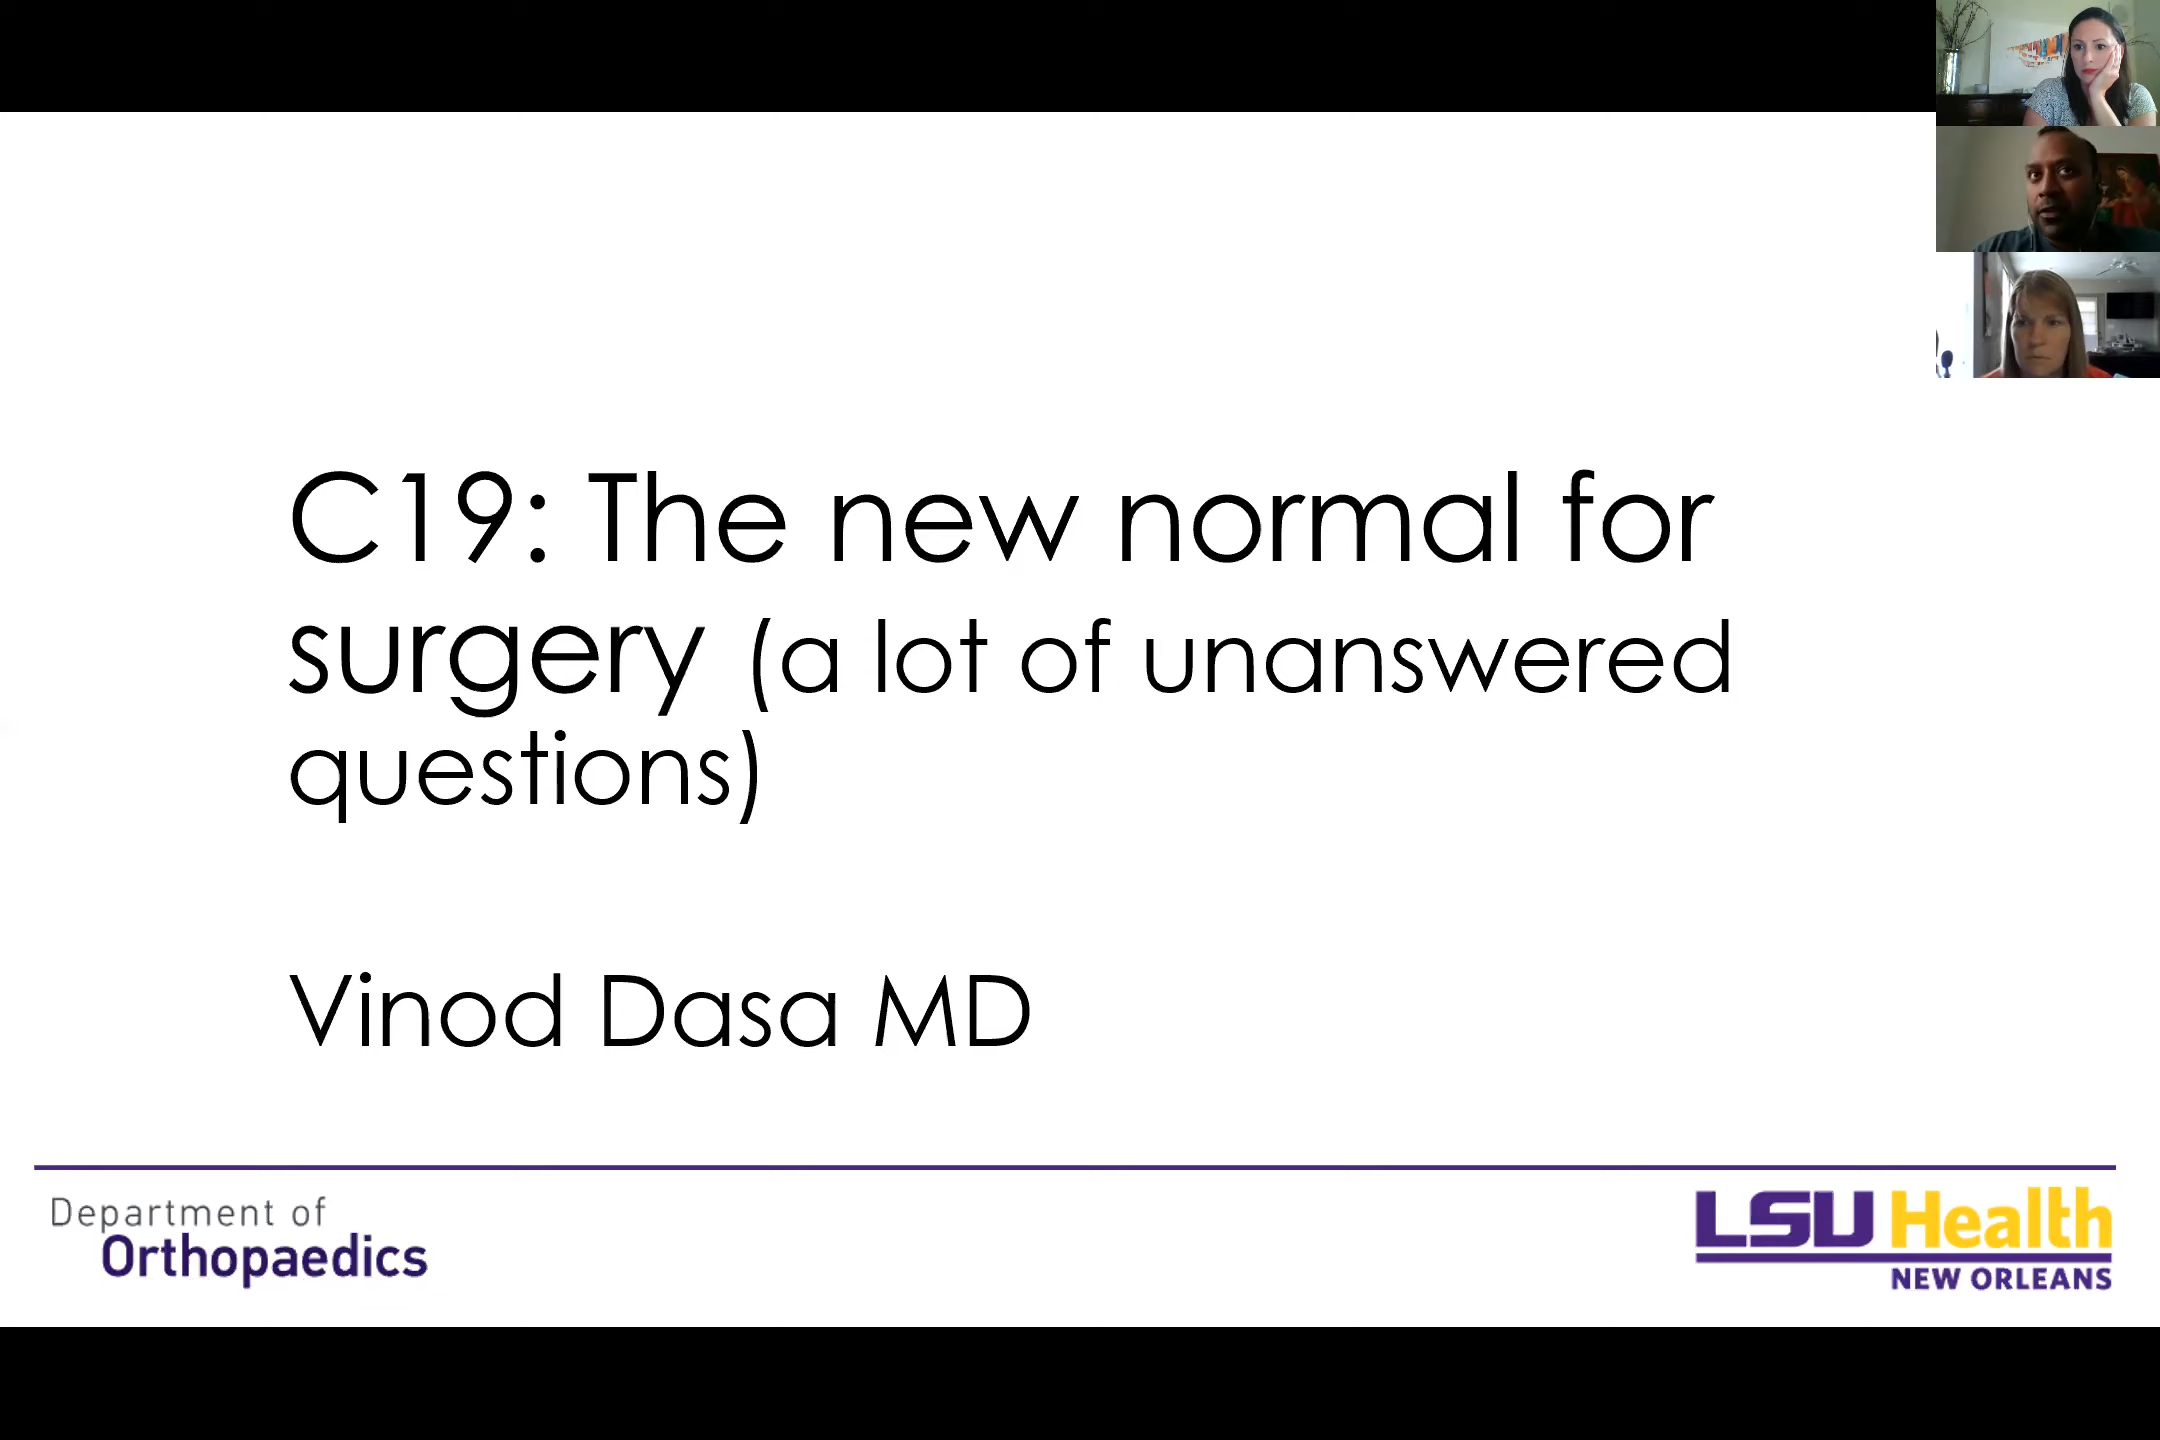 C19: The new normal for
surgery (a lot of unanswered
questions)
Vinod Dasa MD
Department of
Orthopaedics
LSU Health
NEW ORLEANS